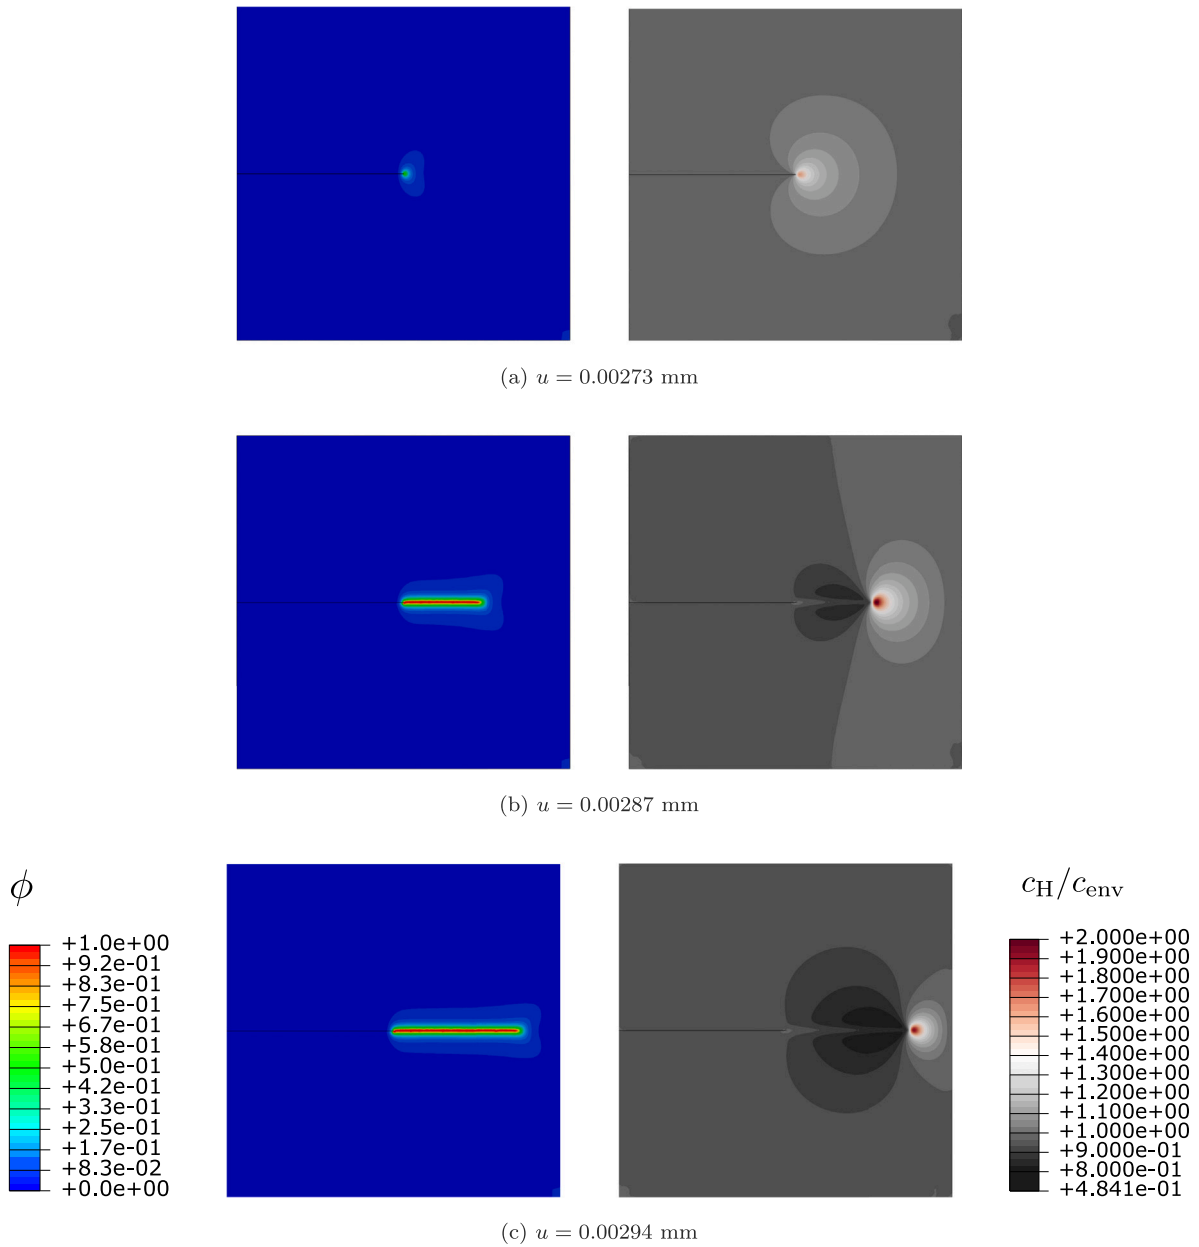 (a) u = 0.00273 mm
(b) u = 0.00287 mm
ϕ
+1.0e+00
+9.2e-01
+8.3e-01
+7.5e-01
+6.7e-01
+5.8e-01
+5.0e-01
+4.2e-01
+3.3e-01
+2.5e-01
+1.7e-01
+8.3e-02
+0.0e+00
c_H/c_env
+2.000e+00
+1.900e+00
+1.800e+00
+1.700e+00
+1.600e+00
+1.500e+00
+1.400e+00
+1.300e+00
+1.200e+00
+1.100e+00
+1.000e+00
+9.000e-01
+8.000e-01
+4.841e-01
(c) u = 0.00294 mm